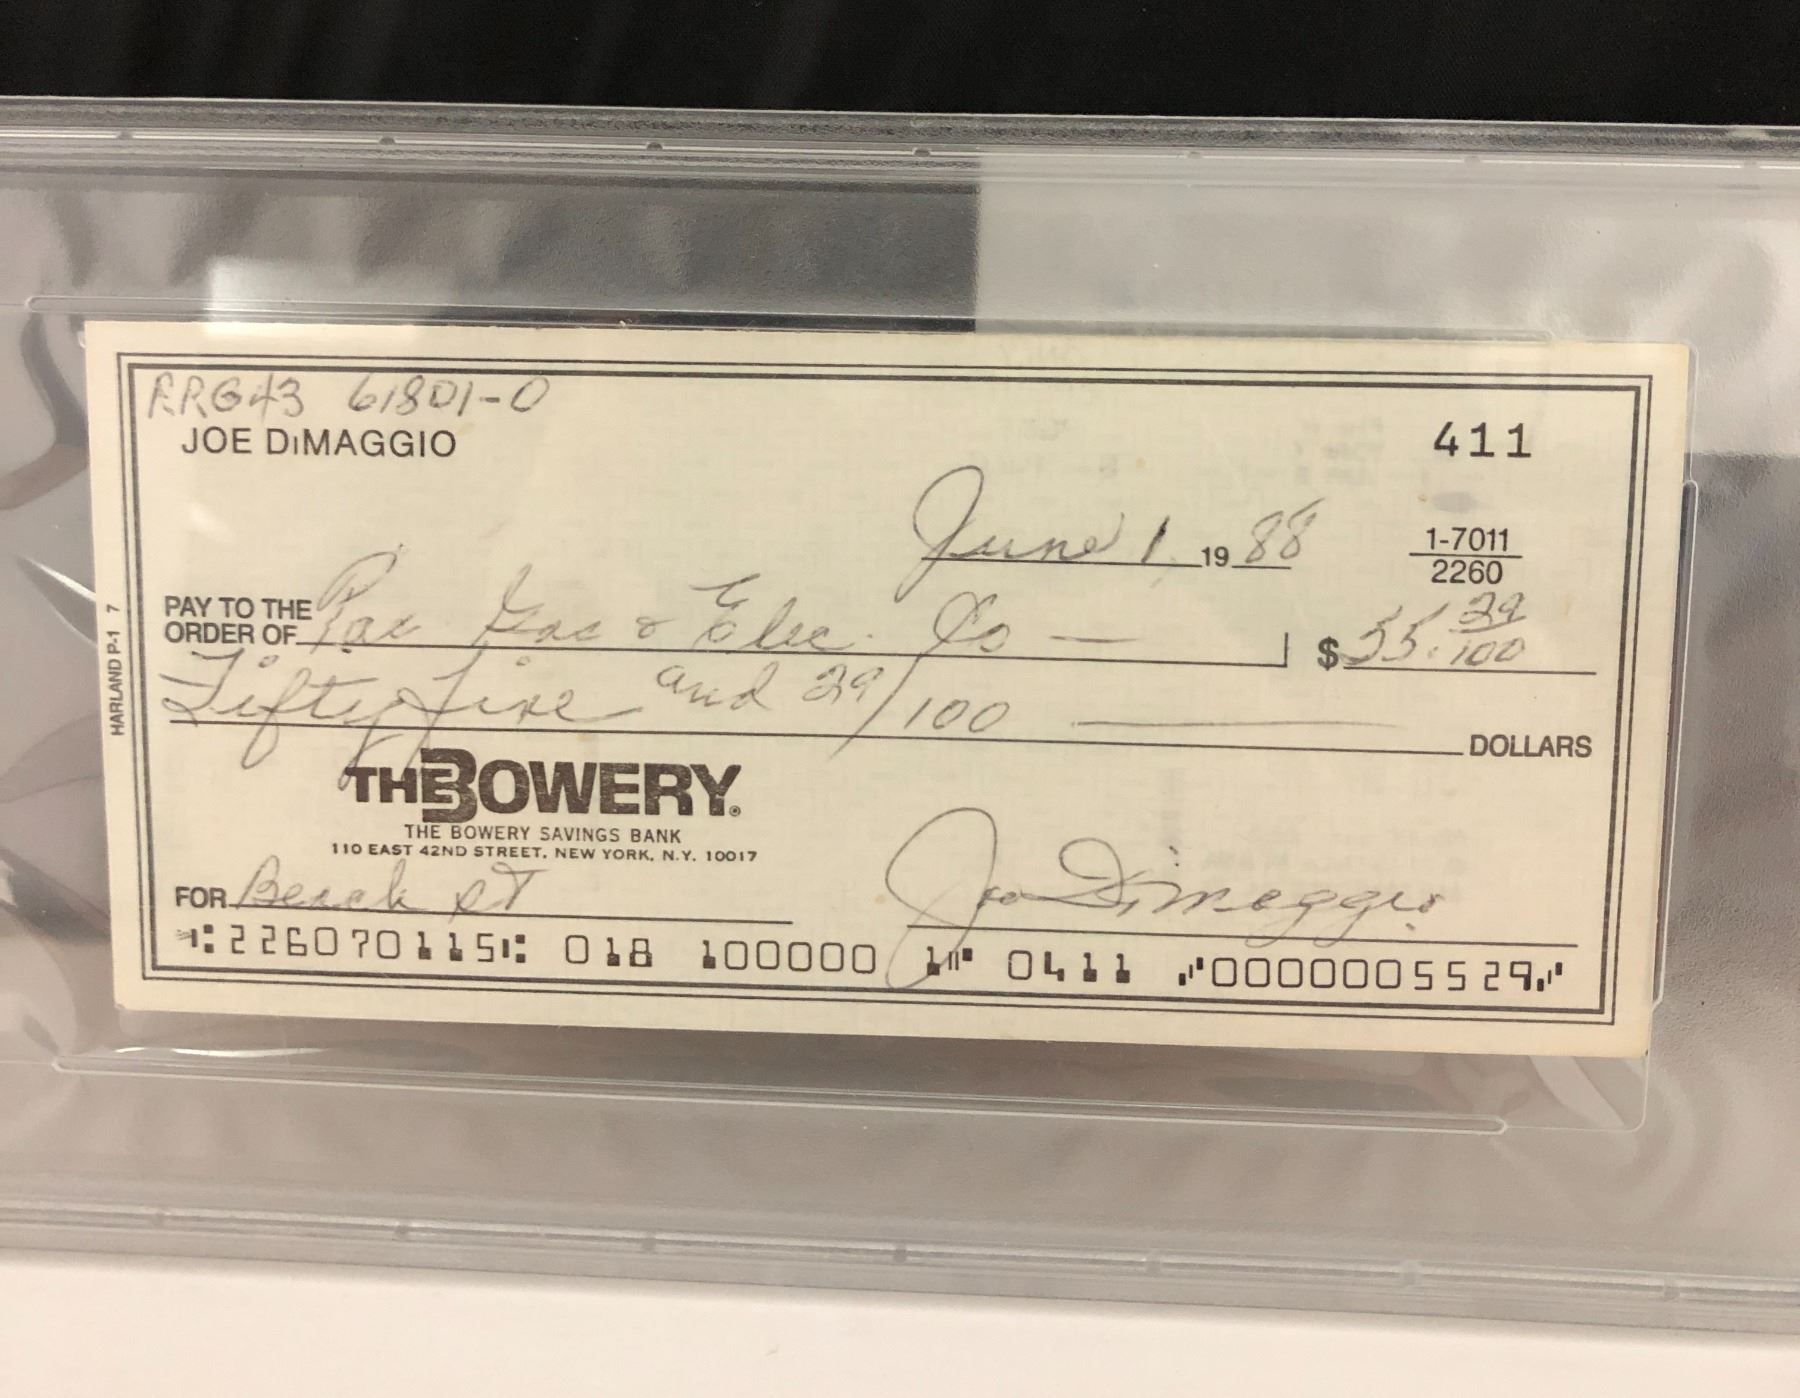 61801-0
JOE DiMAGGIO
411
June 1 19 88
1-7011
2260
PAY TO THE
ORDER OF Pac Gas & Elec. Co — $ 55. 29/100
Fifty five and 29/100 DOLLARS
HARLAND P-1 7
THE BOWERY®
THE BOWERY SAVINGS BANK
110 EAST 42ND STREET, NEW YORK, N.Y. 10017
FOR Beach ST Joe DiMaggio
⑆226070115⑆ 018 100000 1⑈ 0411 ⑈0000005529⑈